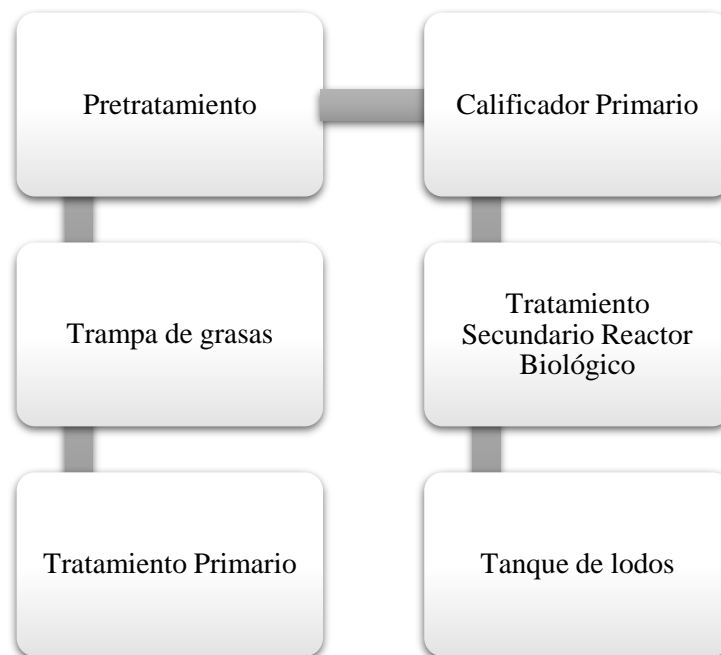 Pretratamiento
Calificador Primario
Trampa de grasas
Tratamiento
Secundario Reactor
Biológico
Tratamiento Primario
Tanque de lodos